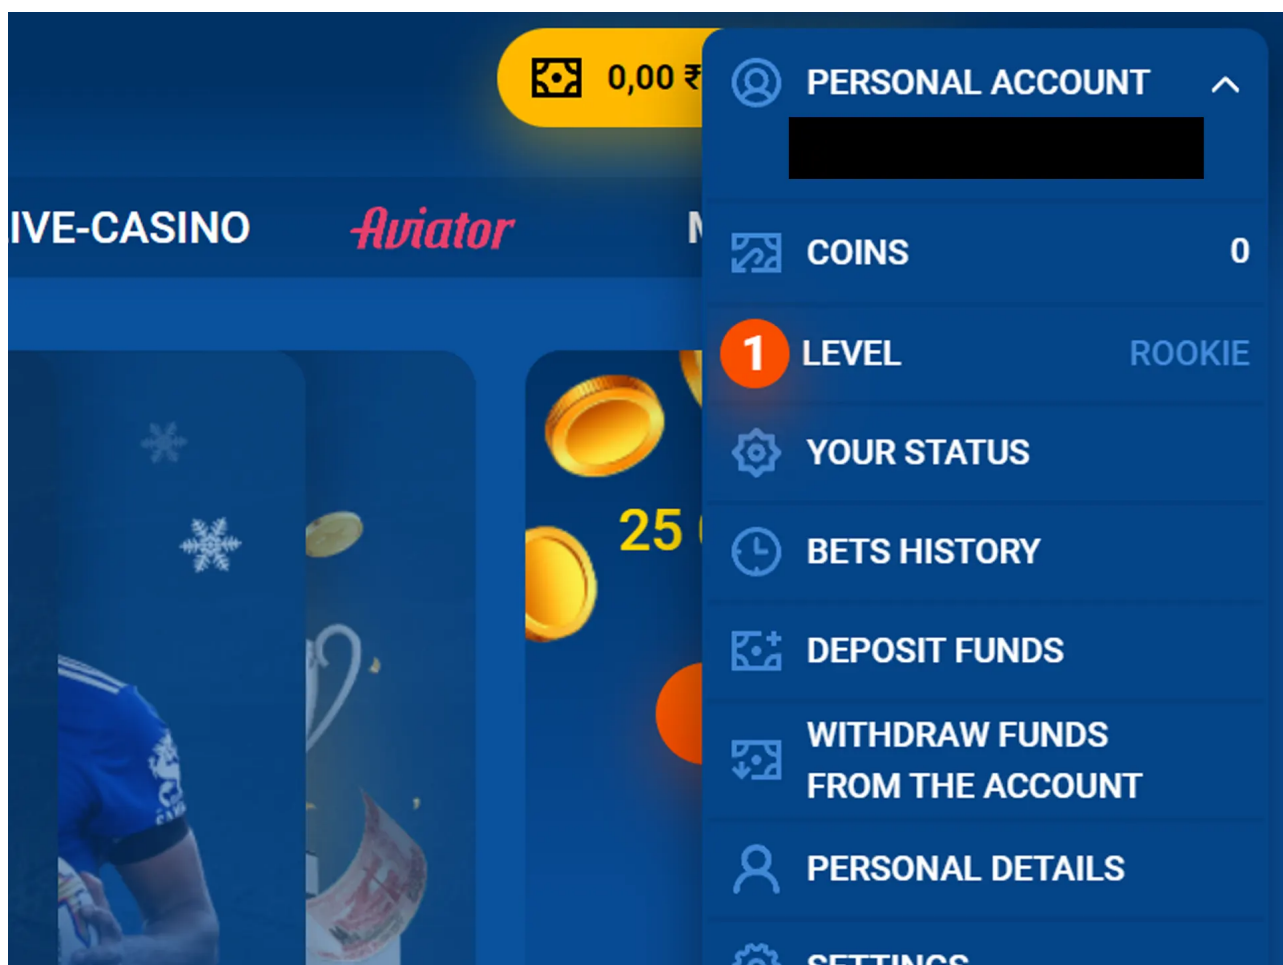 0,00 ₹
PERSONAL ACCOUNT
IVE-CASINO
Aviator
COINS
0
1
LEVEL
ROOKIE
YOUR STATUS
25
BETS HISTORY
DEPOSIT FUNDS
WITHDRAW FUNDS
FROM THE ACCOUNT
PERSONAL DETAILS
SETTINGS